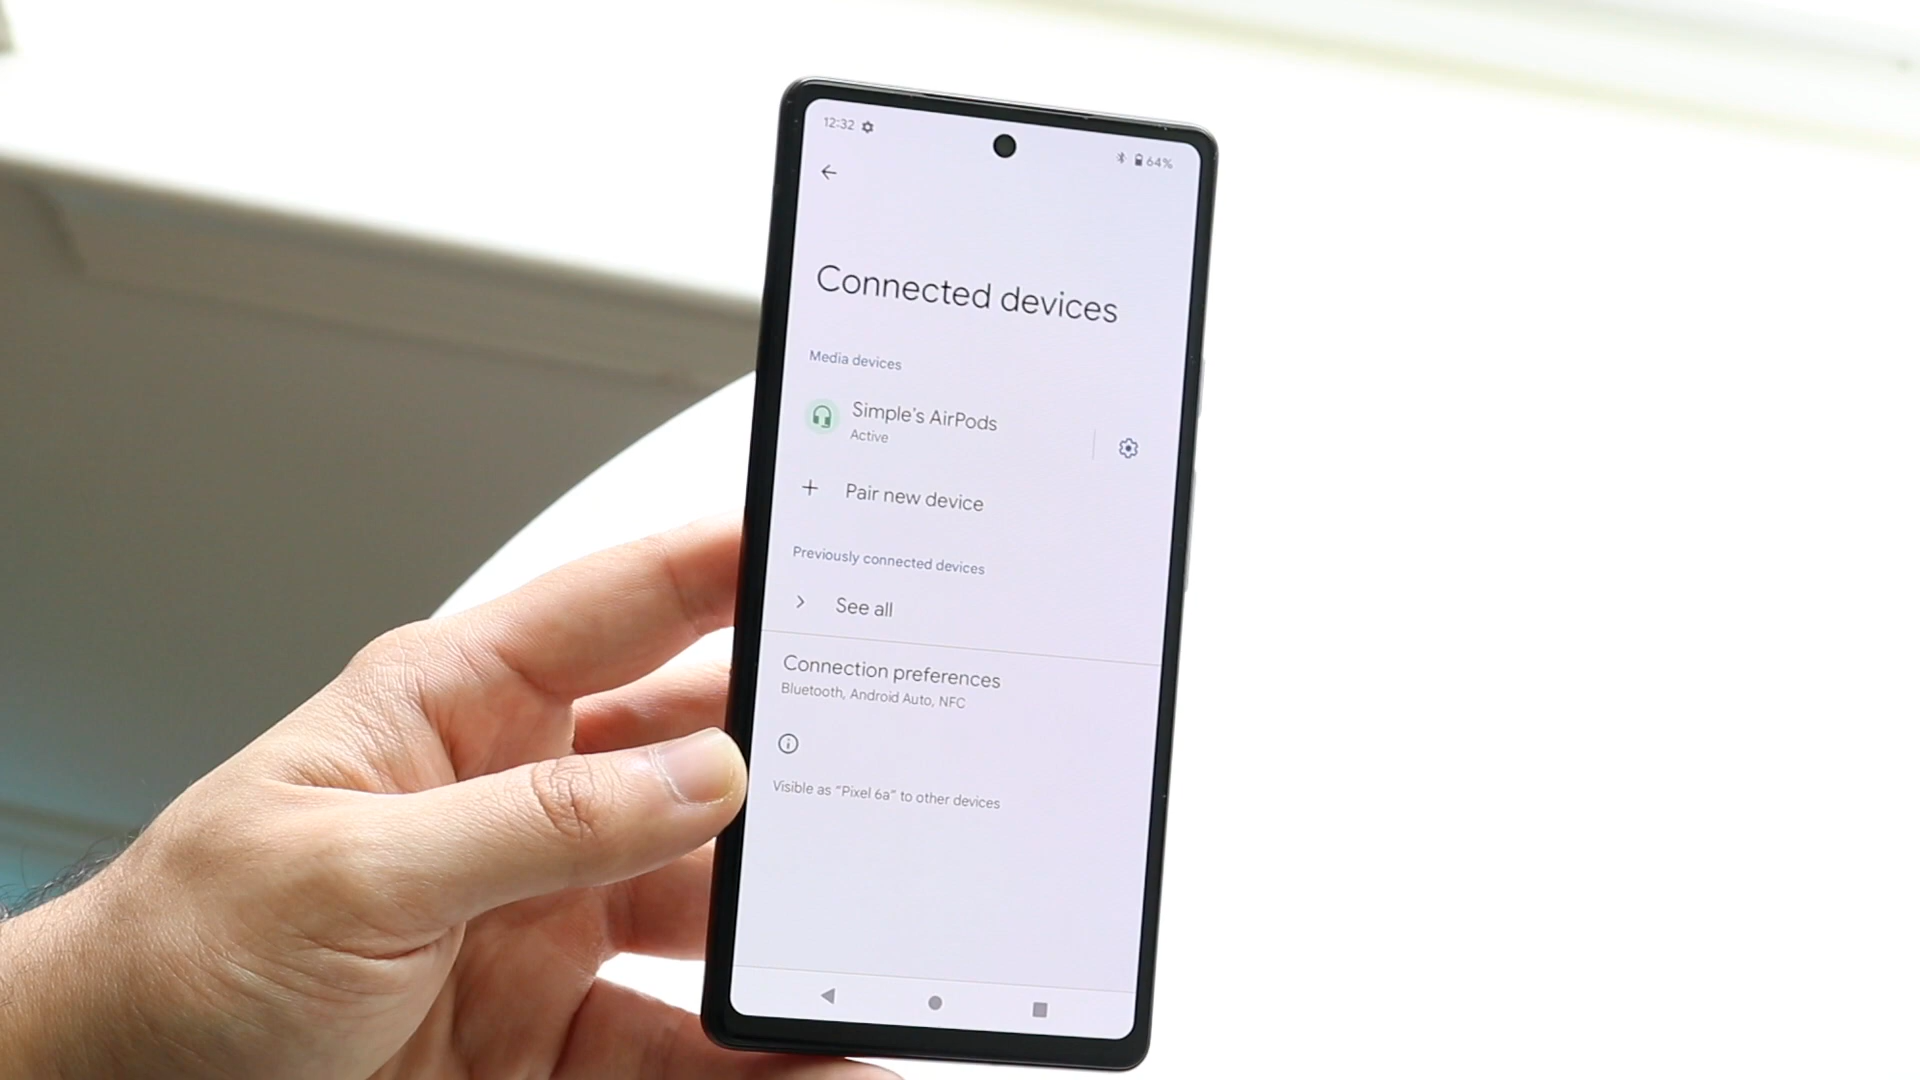 12:32
64%
Connected devices
Media devices
Simple's AirPods
Active
Pair new device
Previously connected devices
See all
Connection preferences
Bluetooth, Android Auto, NFC
Visible as "Pixel 6a" to other devices